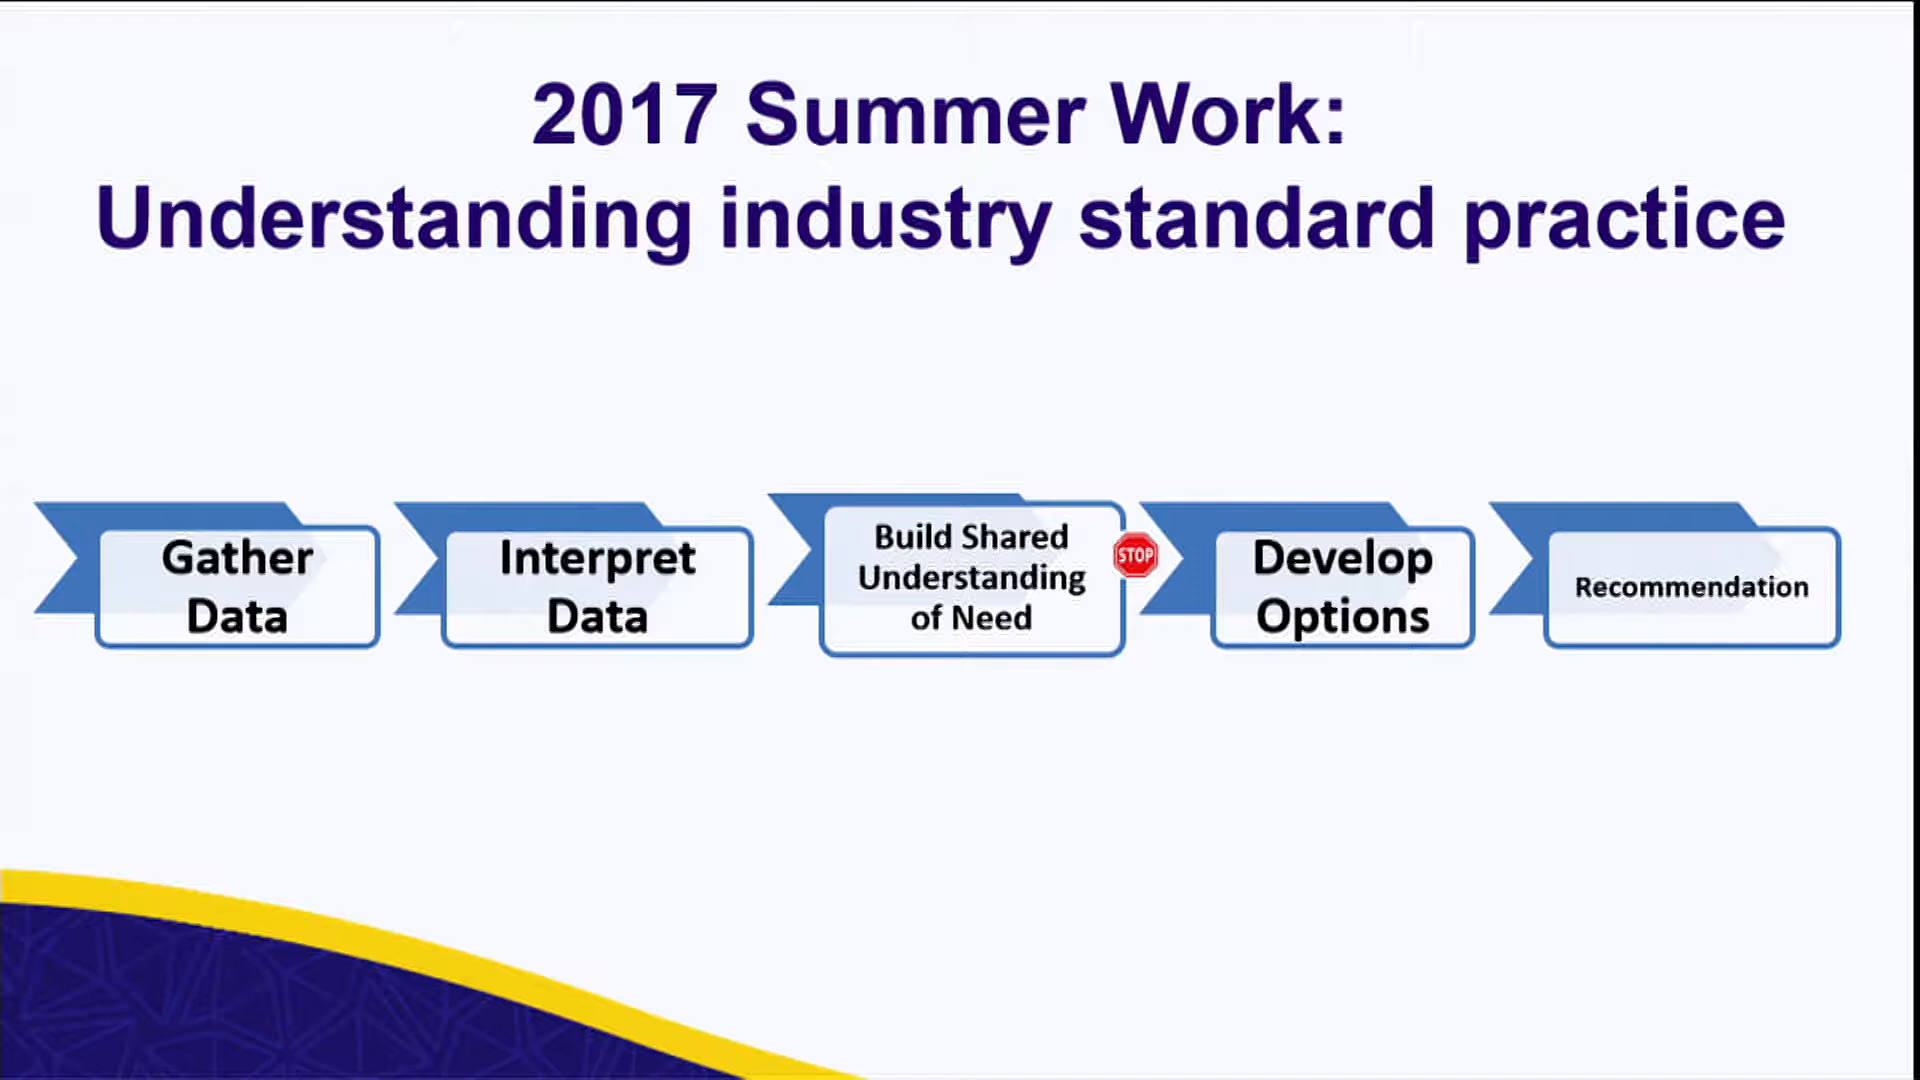 2017 Summer Work:
Understanding industry standard practice
Gather
Data
Interpret
Data
Build Shared
Understanding
of Need
STOP
Develop
Options
Recommendation